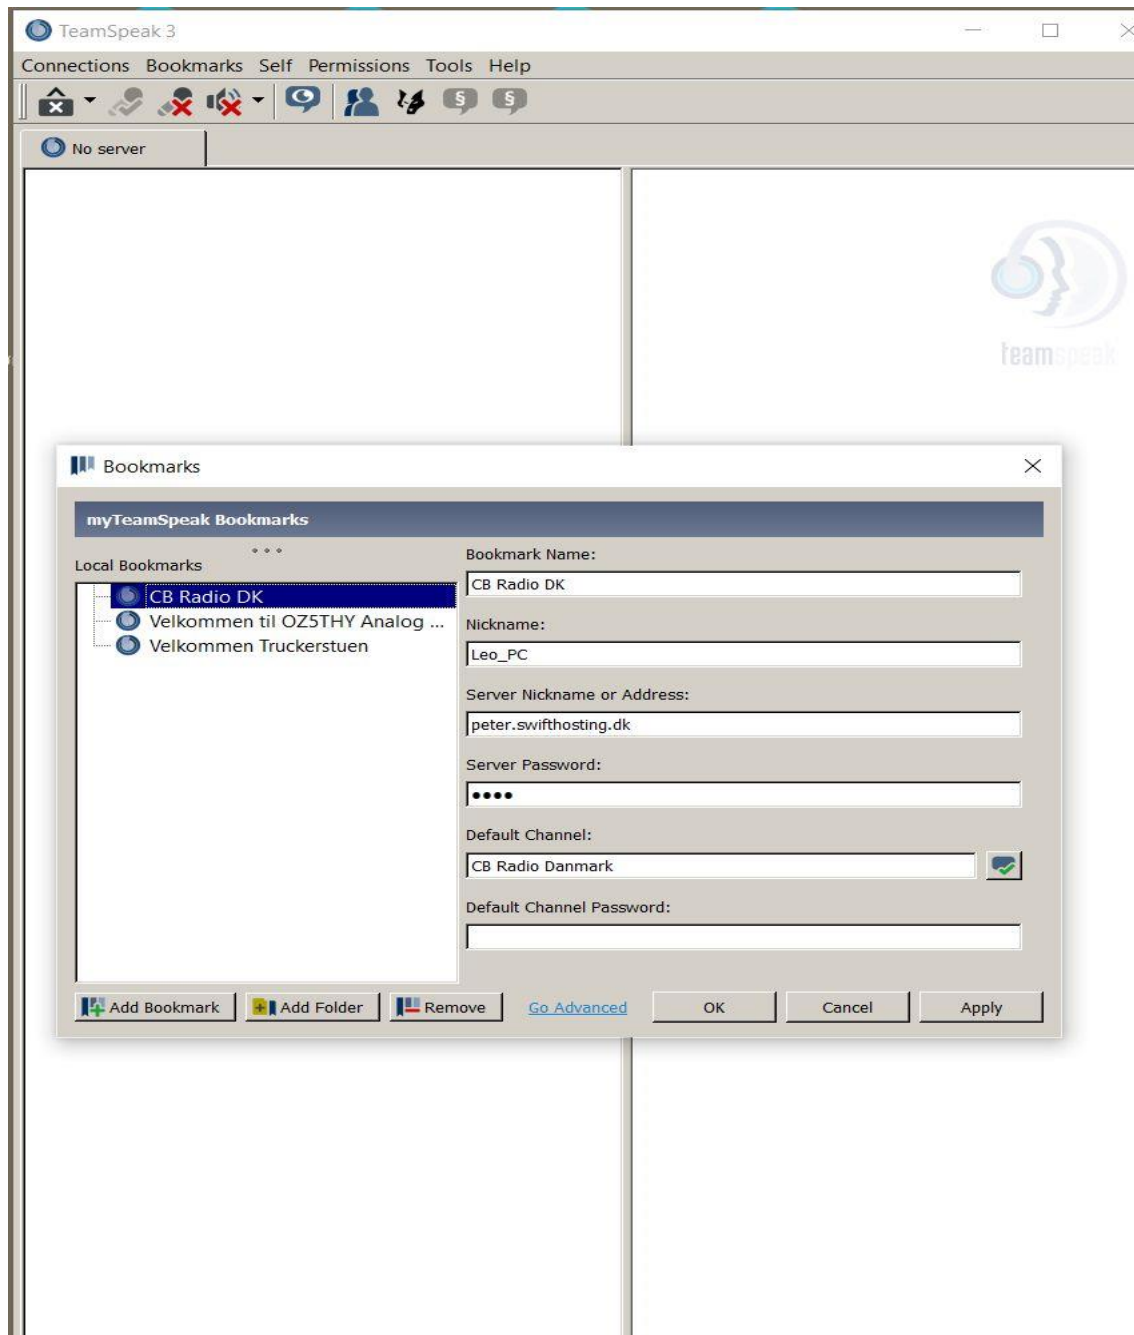 TeamSpeak 3
Connections Bookmarks Self Permissions Tools Help
No server
teamspeak
Bookmarks
myTeamSpeak Bookmarks
Local Bookmarks
CB Radio DK
Velkommen til OZ5THY Analog ...
Velkommen Truckerstuen
Bookmark Name:
CB Radio DK
Nickname:
Leo_PC
Server Nickname or Address:
peter.swifthosting.dk
Server Password:
••••
Default Channel:
CB Radio Danmark
Default Channel Password:
Add Bookmark Add Folder Remove Go Advanced OK Cancel Apply